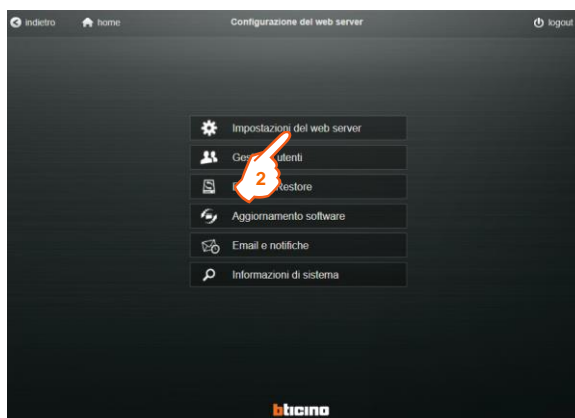 indietro home Configurazione del web server logout
Impostazioni del web server
utenti
2
Restore
Aggiornamento software
Email e notifiche
Informazioni di sistema
bticino